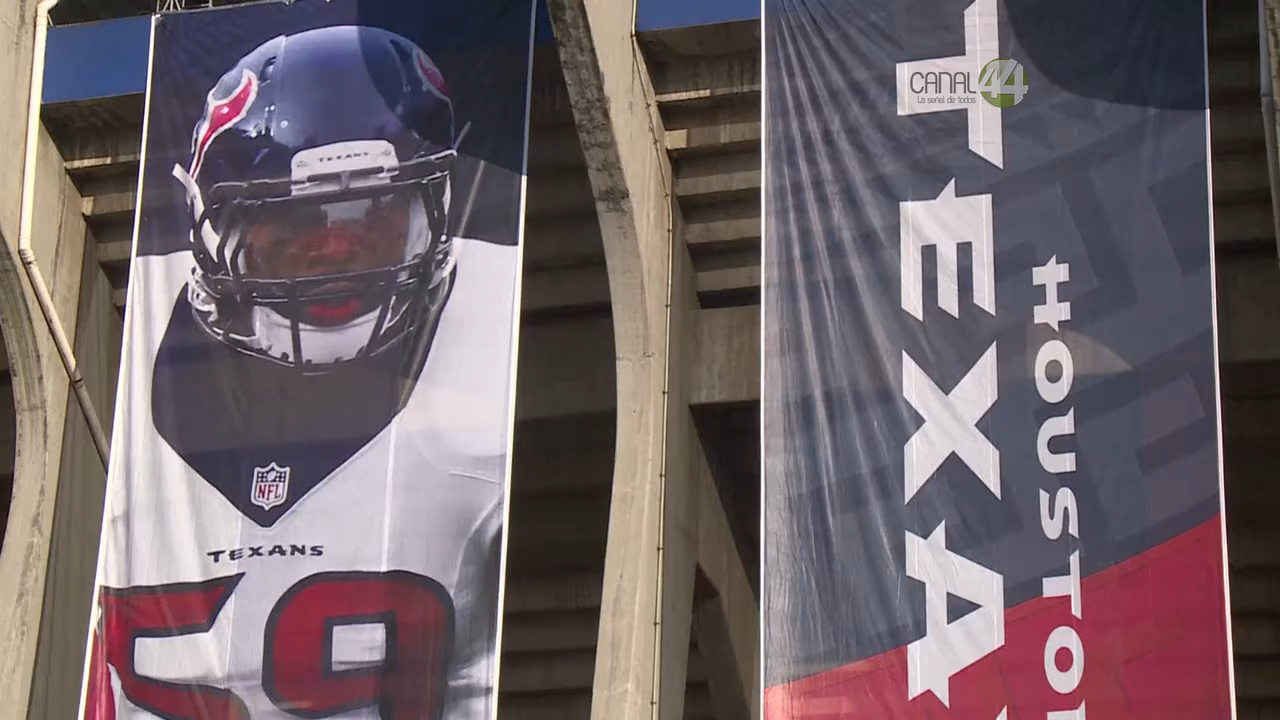 TEXANS
NFL
TEXANS
59
CANAL 44
La señal de todos
TEXA
HOUSTO